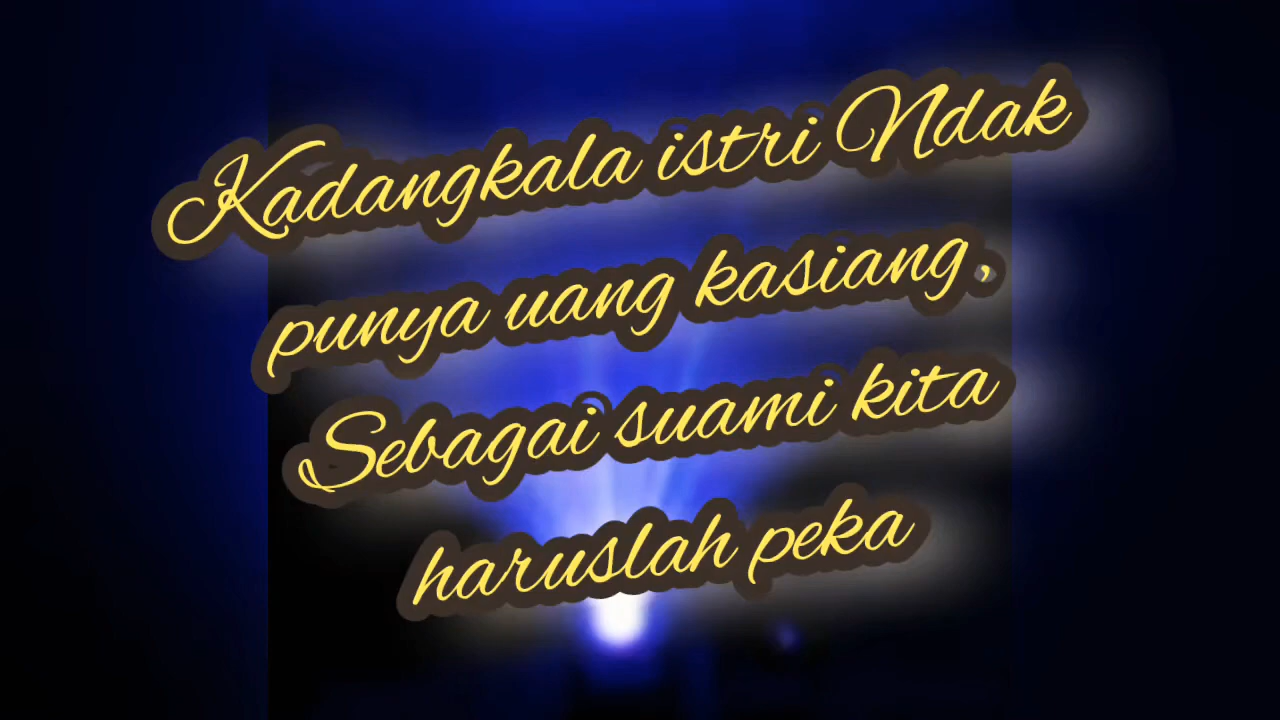 Kadangkala istri Ndak
punya uang kasiang,
Sebagai suami kita
haruslah peka